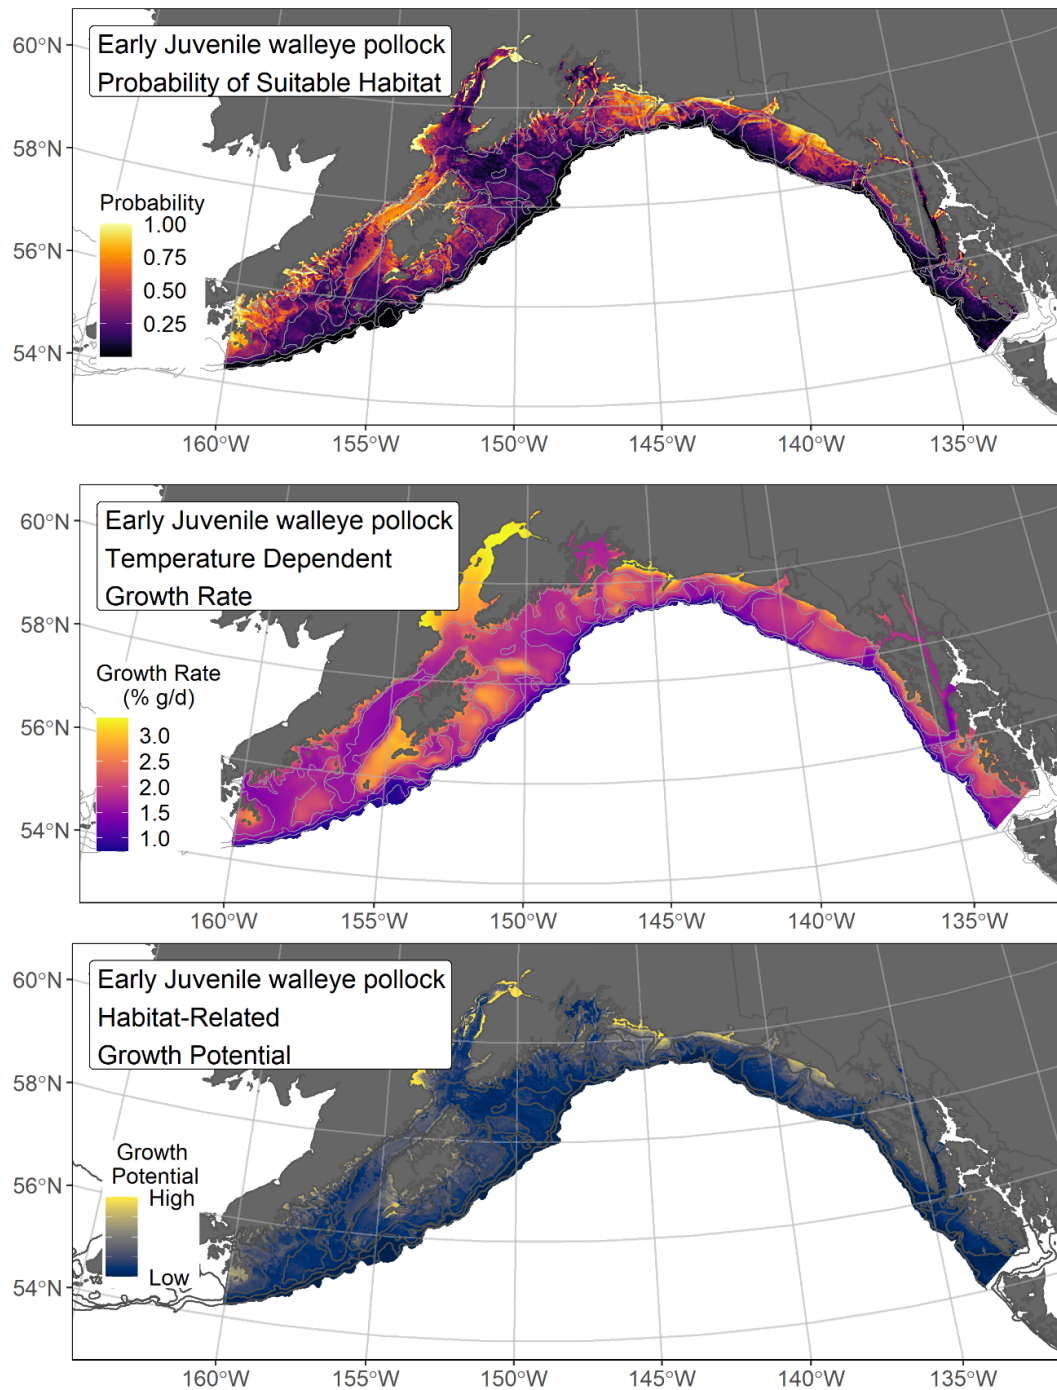 Early Juvenile walleye pollock
Probability of Suitable Habitat
60°N
58°N
56°N
54°N
Probability
1.00
0.75
0.50
0.25
160°W
155°W
150°W
145°W
140°W
135°W
Early Juvenile walleye pollock
Temperature Dependent
Growth Rate
60°N
58°N
56°N
54°N
Growth Rate
(% g/d)
3.0
2.5
2.0
1.5
1.0
160°W
155°W
150°W
145°W
140°W
135°W
Early Juvenile walleye pollock
Habitat-Related
Growth Potential
60°N
58°N
56°N
54°N
Growth
Potential
High
Low
160°W
155°W
150°W
145°W
140°W
135°W